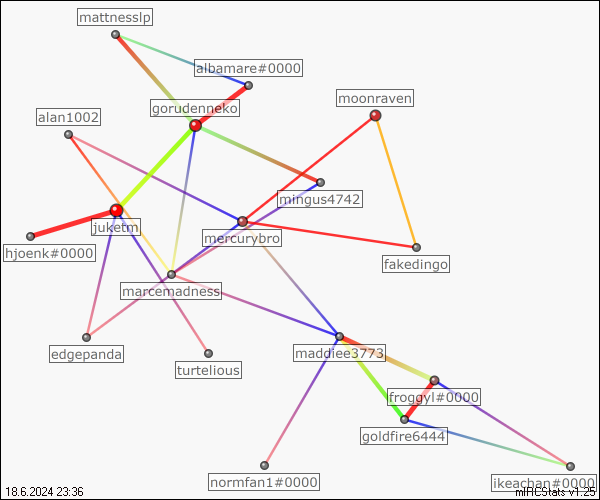 mattnesslp
albamare#0000
moonraven
gorudenneko
alan1002
mingus4742
juketm
mercurybro
hjoenk#0000
fakedingo
marcemadness
edgepanda
maddiee3773
turtelious
froggyl#0000
goldfire6444
normfan1#0000
ikeachan#0000
18.6.2024 23:36
mIRCStats v1.25